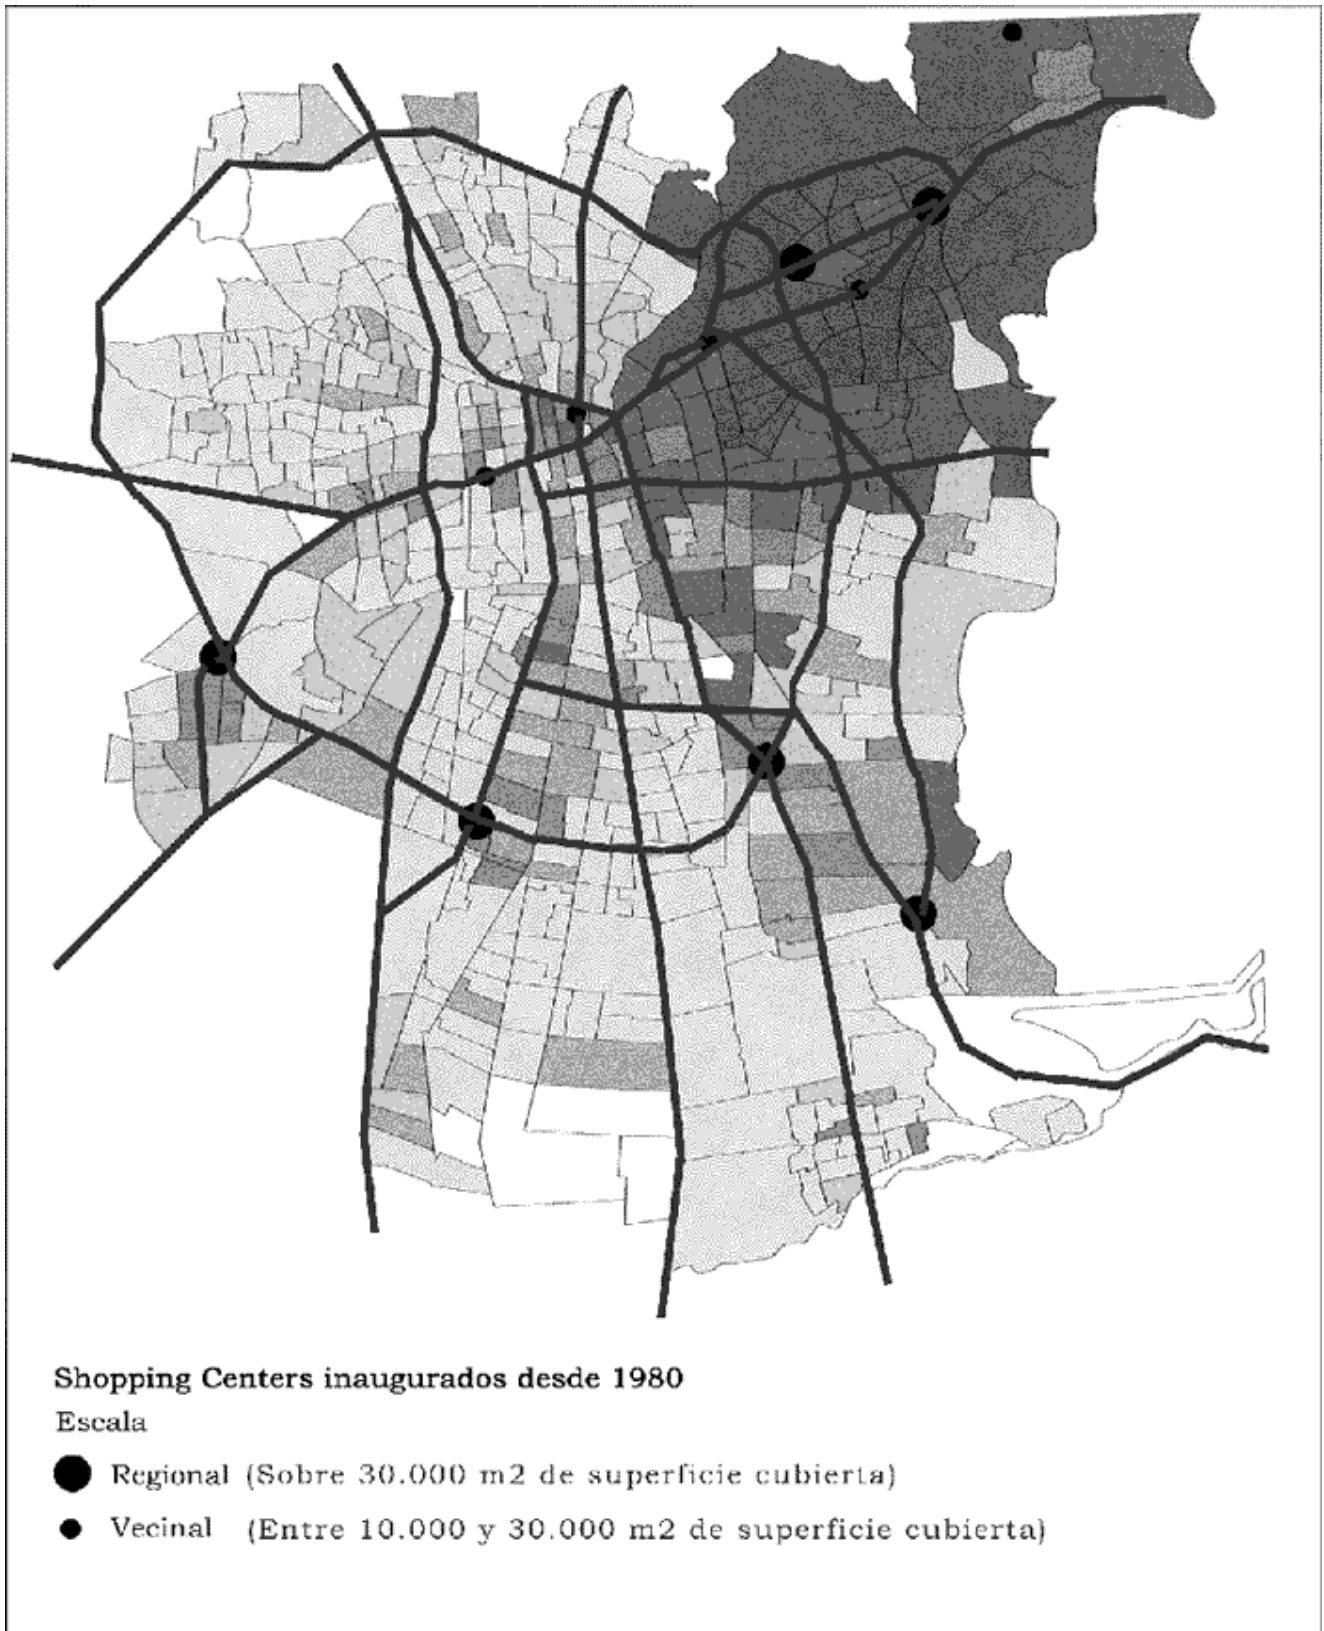 Shopping Centers inaugurados desde 1980
Escala
Regional (Sobre 30.000 m2 de superficie cubierta)
Vecinal (Entre 10.000 y 30.000 m2 de superficie cubierta)